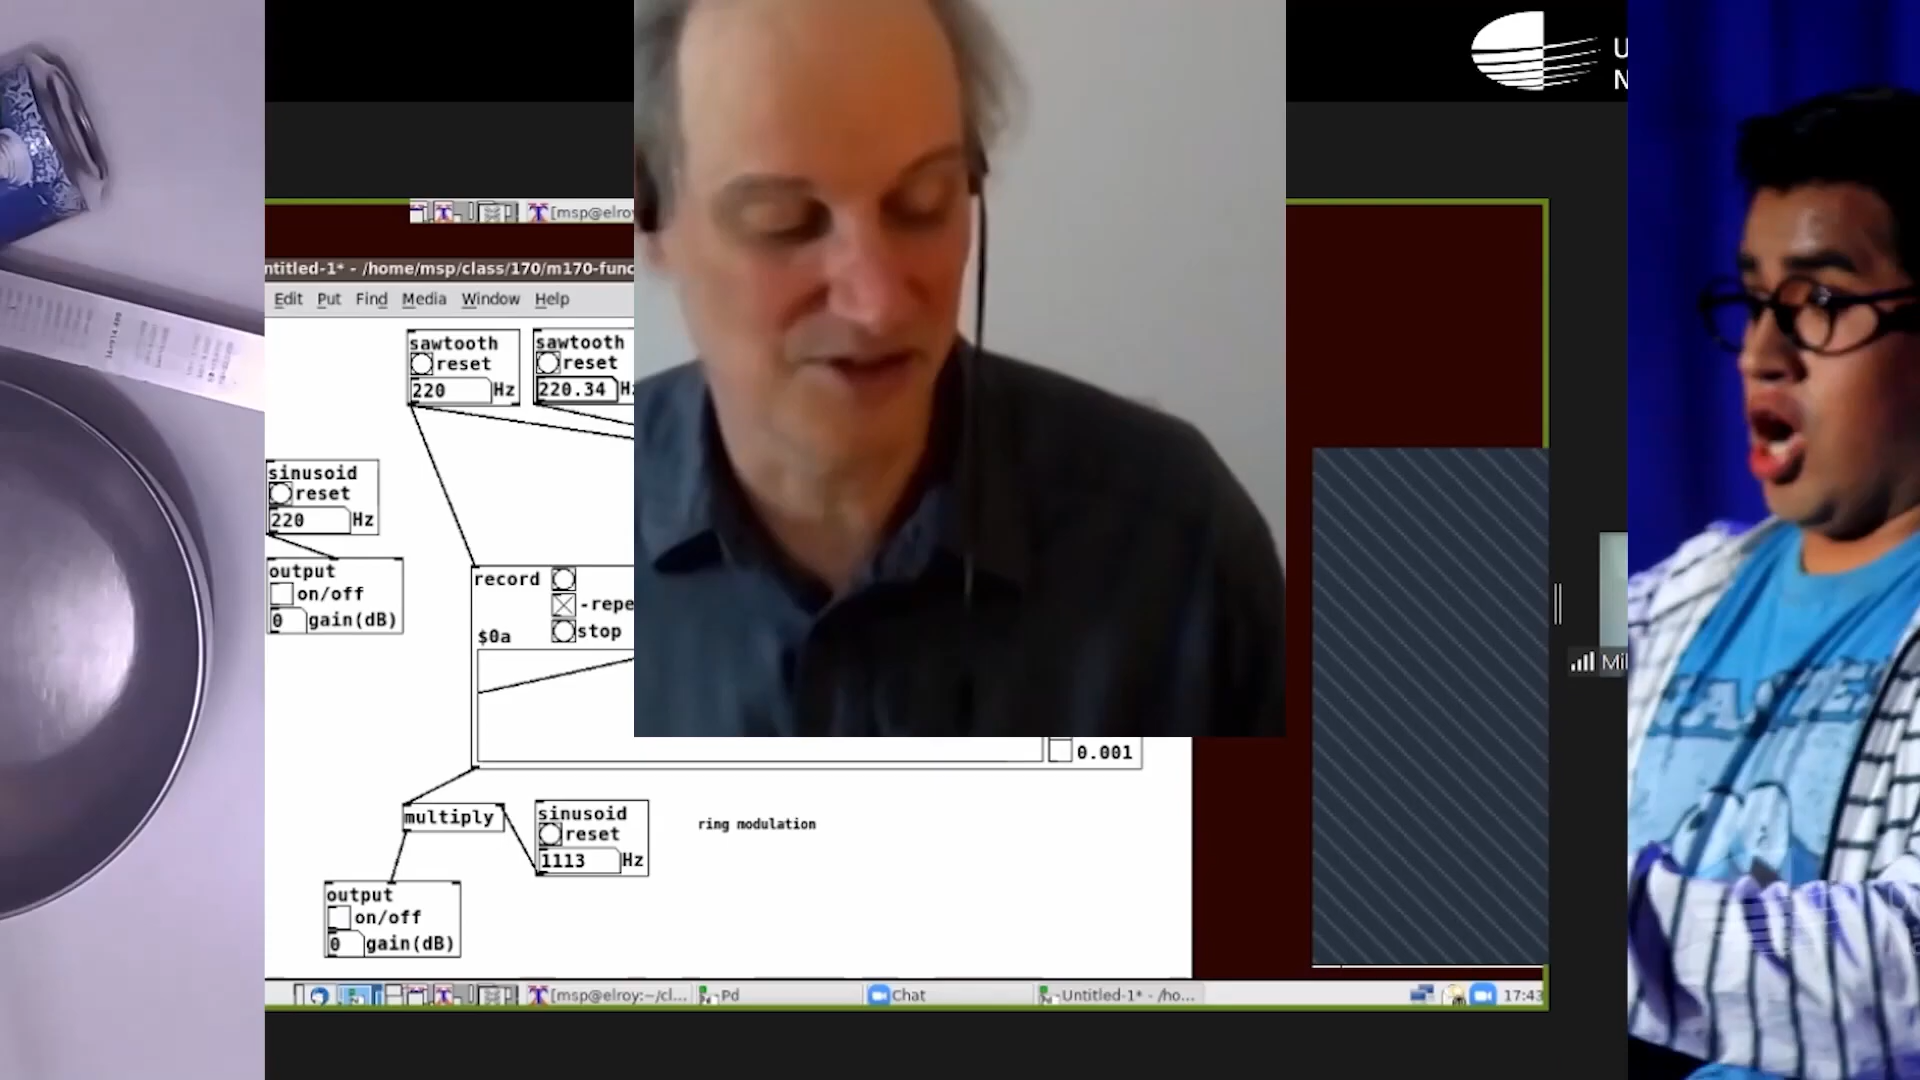 U
N
[msp@elro
ntitled-1* - /home/msp/class/170/m170-func
Edit Put Find Media Window Help
sawtooth
reset
220 Hz
sawtooth
reset
220.34 H
sinusoid
reset
220 Hz
output
on/off
0 gain(dB)
record
-repe
stop
$0a
0.001
multiply
sinusoid
reset
1113 Hz
ring modulation
output
on/off
0 gain(dB)
Mil
[msp@elroy:~/cl...
Pd
Chat
Untitled-1* - /ho...
17:43